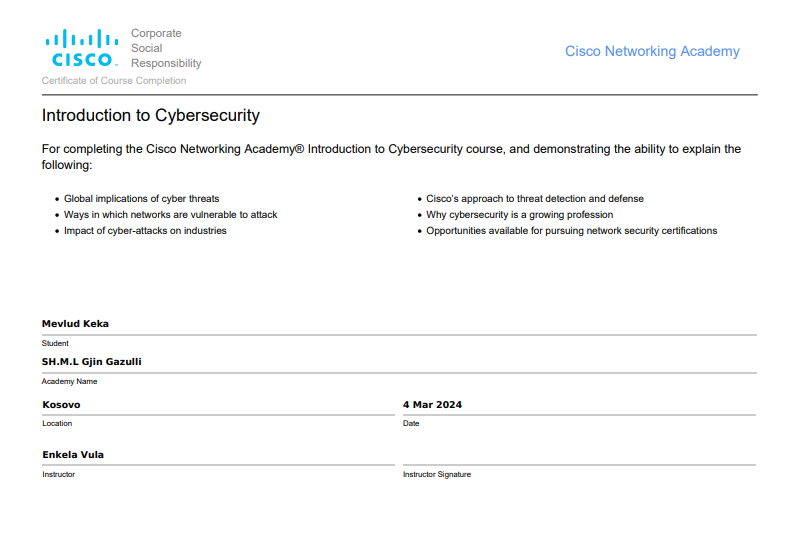 Corporate
Social
Responsibility
CISCO
Cisco Networking Academy
Certificate of Course Completion
Introduction to Cybersecurity
For completing the Cisco Networking Academy® Introduction to Cybersecurity course, and demonstrating the ability to explain the
following:
• Global implications of cyber threats
• Ways in which networks are vulnerable to attack
• Impact of cyber-attacks on industries
• Cisco's approach to threat detection and defense
• Why cybersecurity is a growing profession
• Opportunities available for pursuing network security certifications
Mevlud Keka
Student
SH.M.L Gjin Gazulli
Academy Name
Kosovo
Location
4 Mar 2024
Date
Enkela Vula
Instructor
Instructor Signature